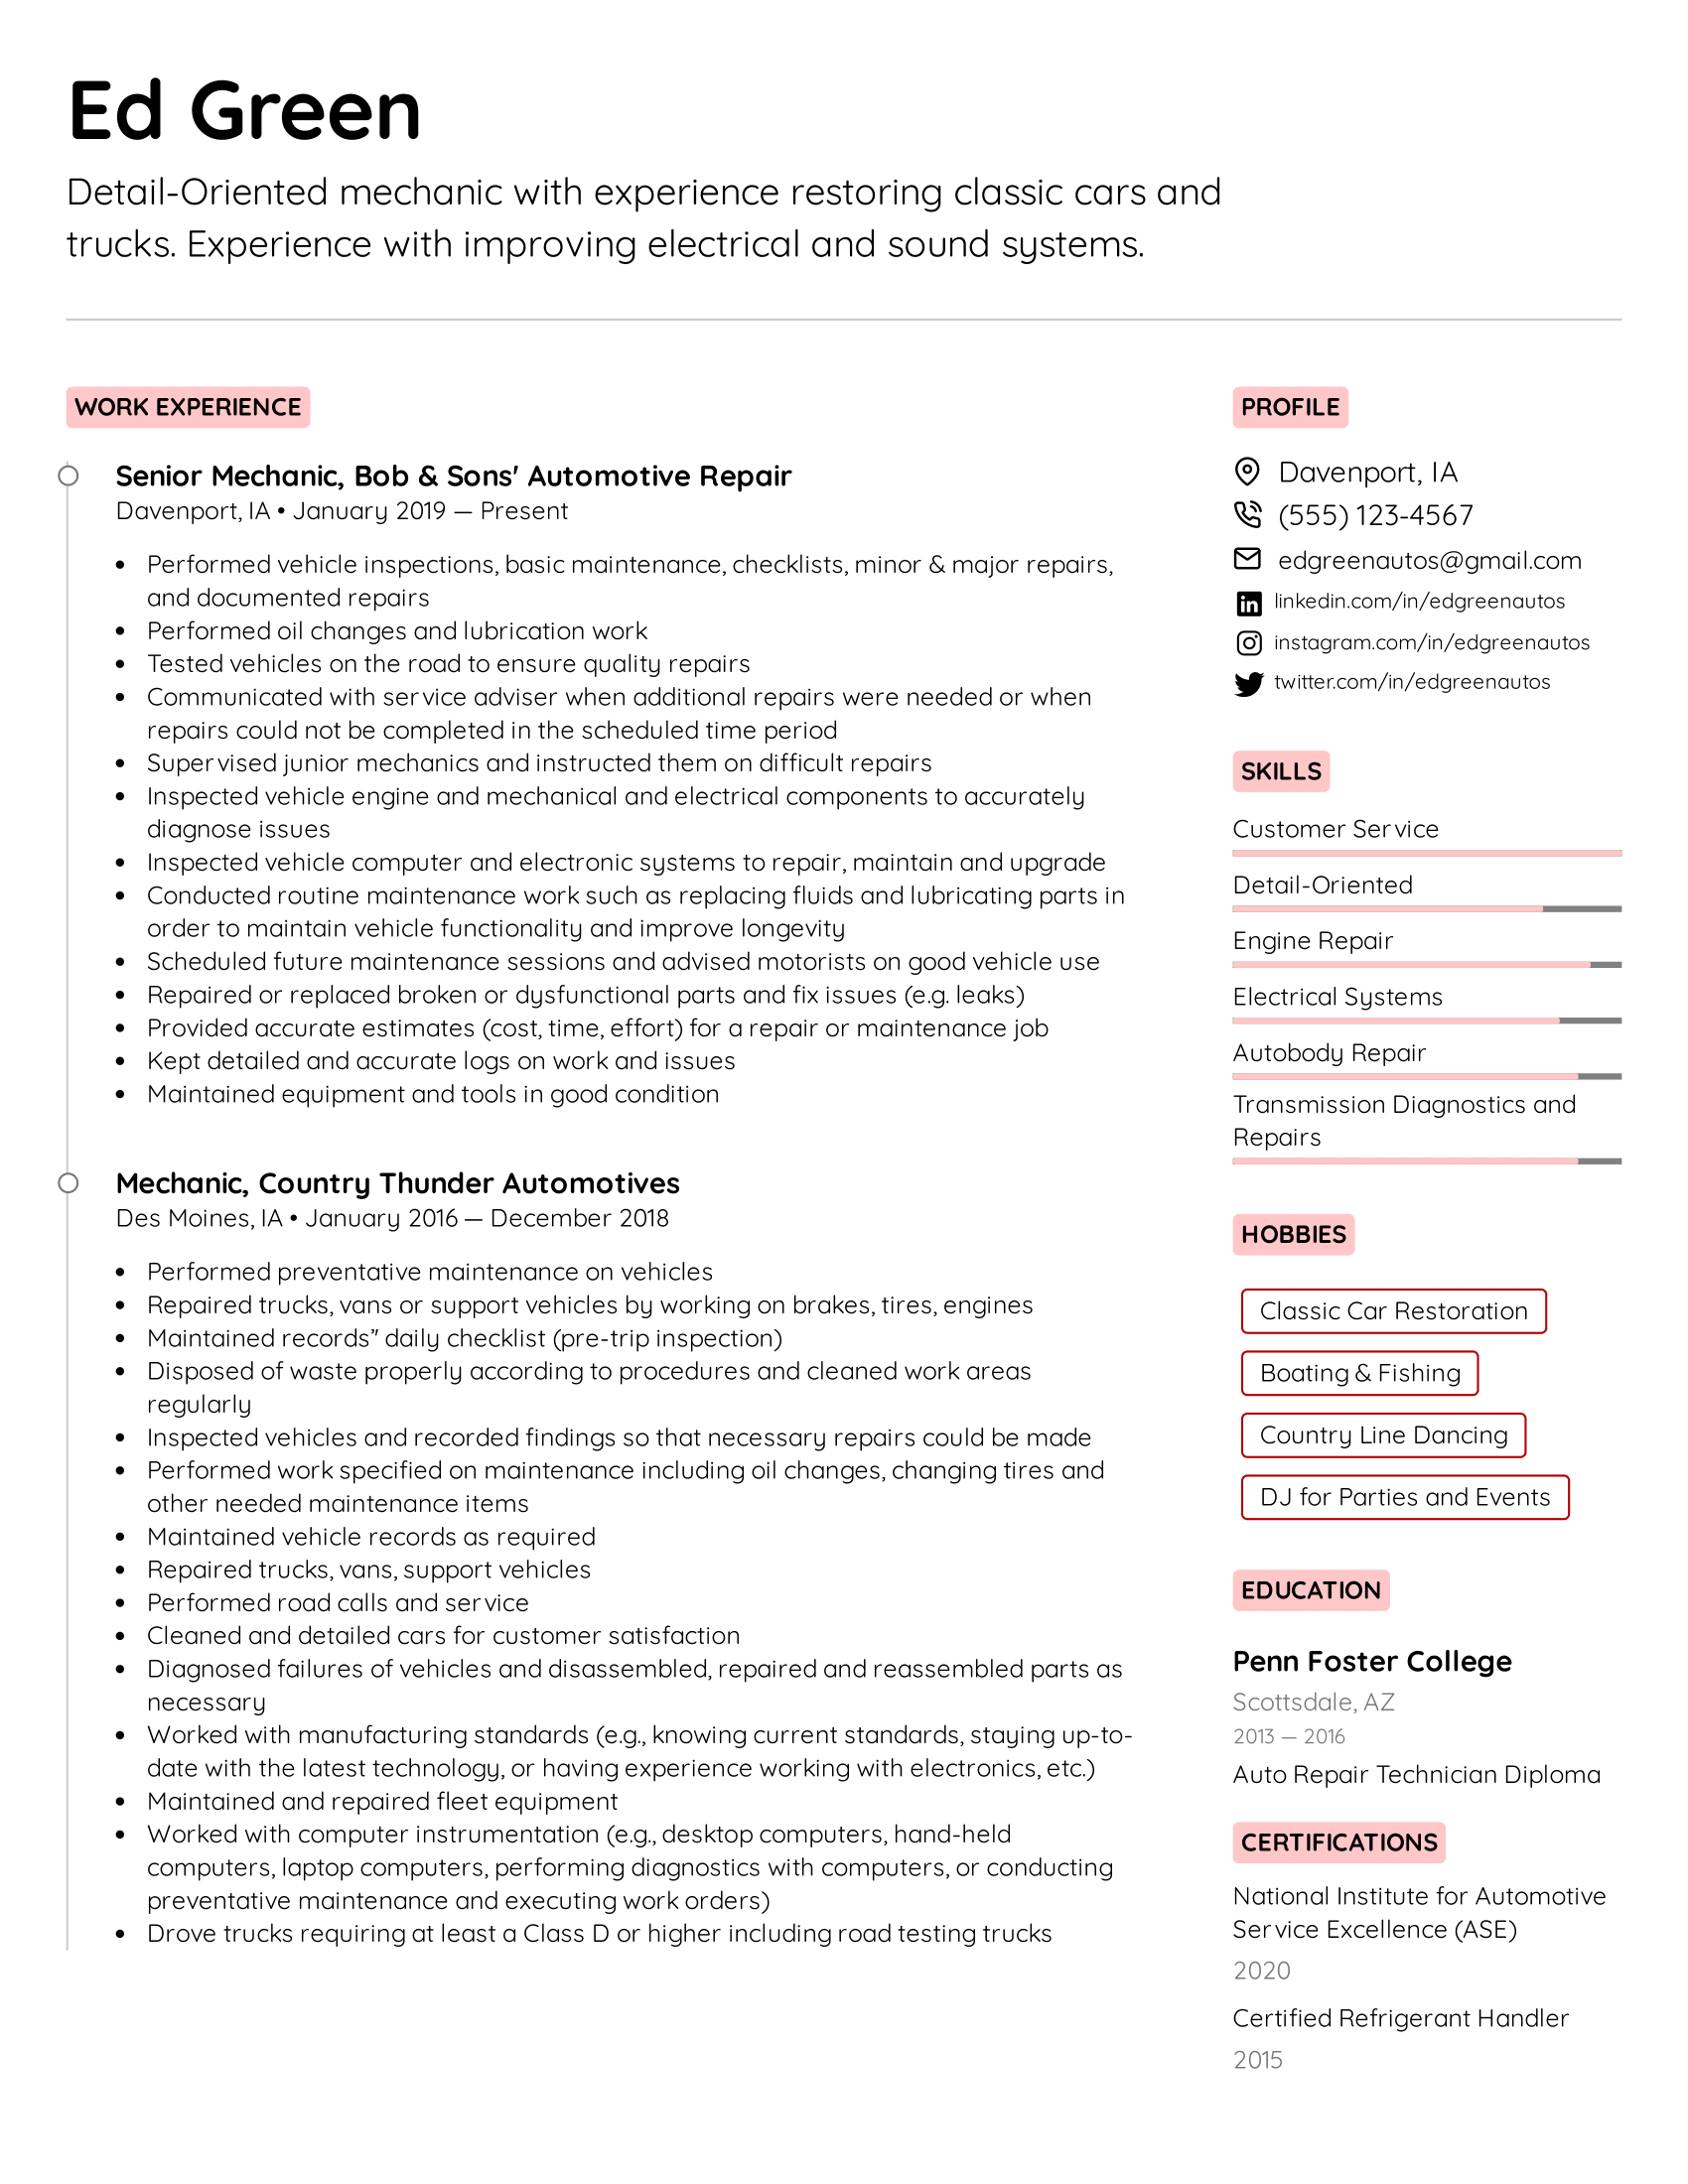 Ed Green
Detail-Oriented mechanic with experience restoring classic cars and
trucks. Experience with improving electrical and sound systems.
WORK EXPERIENCE
Senior Mechanic, Bob & Sons' Automotive Repair
Davenport, IA • January 2019 — Present
• Performed vehicle inspections, basic maintenance, checklists, minor & major repairs,
and documented repairs
• Performed oil changes and lubrication work
• Tested vehicles on the road to ensure quality repairs
• Communicated with service adviser when additional repairs were needed or when
repairs could not be completed in the scheduled time period
• Supervised junior mechanics and instructed them on difficult repairs
• Inspected vehicle engine and mechanical and electrical components to accurately
diagnose issues
• Inspected vehicle computer and electronic systems to repair, maintain and upgrade
• Conducted routine maintenance work such as replacing fluids and lubricating parts in
order to maintain vehicle functionality and improve longevity
• Scheduled future maintenance sessions and advised motorists on good vehicle use
• Repaired or replaced broken or dysfunctional parts and fix issues (e.g. leaks)
• Provided accurate estimates (cost, time, effort) for a repair or maintenance job
• Kept detailed and accurate logs on work and issues
• Maintained equipment and tools in good condition
Mechanic, Country Thunder Automotives
Des Moines, IA • January 2016 — December 2018
• Performed preventative maintenance on vehicles
• Repaired trucks, vans or support vehicles by working on brakes, tires, engines
• Maintained records” daily checklist (pre-trip inspection)
• Disposed of waste properly according to procedures and cleaned work areas
regularly
• Inspected vehicles and recorded findings so that necessary repairs could be made
• Performed work specified on maintenance including oil changes, changing tires and
other needed maintenance items
• Maintained vehicle records as required
• Repaired trucks, vans, support vehicles
• Performed road calls and service
• Cleaned and detailed cars for customer satisfaction
• Diagnosed failures of vehicles and disassembled, repaired and reassembled parts as
necessary
• Worked with manufacturing standards (e.g., knowing current standards, staying up-to-
date with the latest technology, or having experience working with electronics, etc.)
• Maintained and repaired fleet equipment
• Worked with computer instrumentation (e.g., desktop computers, hand-held
computers, laptop computers, performing diagnostics with computers, or conducting
preventative maintenance and executing work orders)
• Drove trucks requiring at least a Class D or higher including road testing trucks
PROFILE
Davenport, IA
(555) 123-4567
edgreenautos@gmail.com
linkedin.com/in/edgreenautos
instagram.com/in/edgreenautos
twitter.com/in/edgreenautos
SKILLS
Customer Service
Detail-Oriented
Engine Repair
Electrical Systems
Autobody Repair
Transmission Diagnostics and
Repairs
HOBBIES
Classic Car Restoration
Boating & Fishing
Country Line Dancing
DJ for Parties and Events
EDUCATION
Penn Foster College
Scottsdale, AZ
2013 — 2016
Auto Repair Technician Diploma
CERTIFICATIONS
National Institute for Automotive
Service Excellence (ASE)
2020
Certified Refrigerant Handler
2015